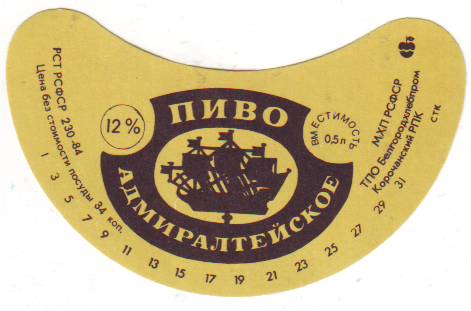 РСТ РСФСР 230-84
Цена без стоимости посуды 34 коп.
12 %
ПИВО
АДМИРАЛТЕЙСКОЕ
ВМЕСТИМОСТЬ
0,5 л
МХП РСФСР
ТПО Белгородхлебпром
Корочанский РПК
СТК
1 3 5 7 9 11 13 15 17 19 21 23 25 27 29 31